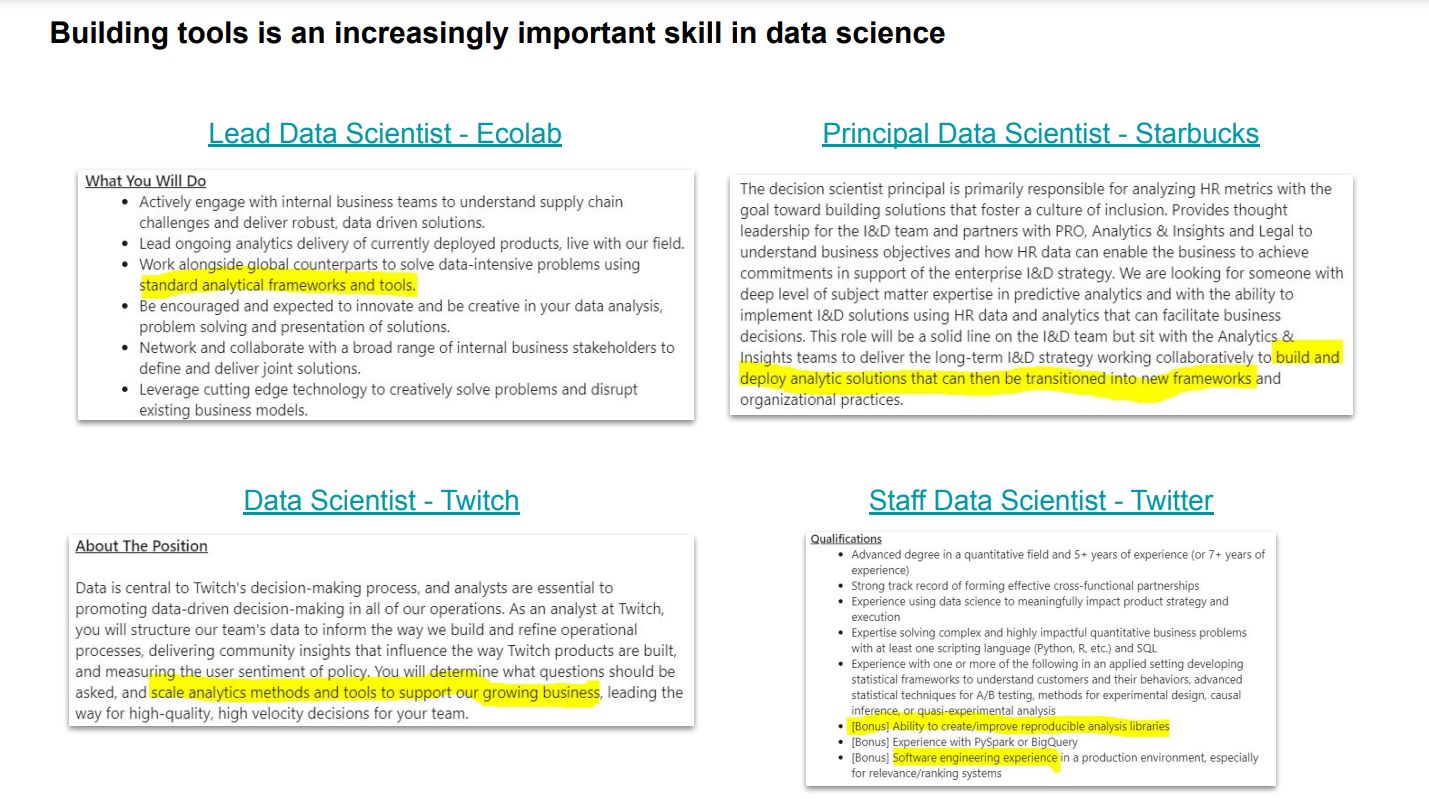 Building tools is an increasingly important skill in data science
Lead Data Scientist - Ecolab
What You Will Do
• Actively engage with internal business teams to understand supply chain
challenges and deliver robust, data driven solutions.
• Lead ongoing analytics delivery of currently deployed products, live with our field.
• Work alongside global counterparts to solve data-intensive problems using
standard analytical frameworks and tools.
• Be encouraged and expected to innovate and be creative in your data analysis,
problem solving and presentation of solutions.
• Network and collaborate with a broad range of internal business stakeholders to
define and deliver joint solutions.
• Leverage cutting edge technology to creatively solve problems and disrupt
existing business models.
Principal Data Scientist - Starbucks
The decision scientist principal is primarily responsible for analyzing HR metrics with the
goal toward building solutions that foster a culture of inclusion. Provides thought
leadership for the I&D team and partners with PRO, Analytics & Insights and Legal to
understand business objectives and how HR data can enable the business to achieve
commitments in support of the enterprise I&D strategy. We are looking for someone with
deep level of subject matter expertise in predictive analytics and with the ability to
implement I&D solutions using HR data and analytics that can facilitate business
decisions. This role will be a solid line on the I&D team but sit with the Analytics &
Insights teams to deliver the long-term I&D strategy working collaboratively to build and
deploy analytic solutions that can then be transitioned into new frameworks and
organizational practices.
Data Scientist - Twitch
About The Position
Data is central to Twitch's decision-making process, and analysts are essential to
promoting data-driven decision-making in all of our operations. As an analyst at Twitch,
you will structure our team's data to inform the way we build and refine operational
processes, delivering community insights that influence the way Twitch products are built,
and measuring the user sentiment of policy. You will determine what questions should be
asked, and scale analytics methods and tools to support our growing business, leading the
way for high-quality, high velocity decisions for your team.
Staff Data Scientist - Twitter
Qualifications
• Advanced degree in a quantitative field and 5+ years of experience (or 7+ years of
experience)
• Strong track record of forming effective cross-functional partnerships
• Experience using data science to meaningfully impact product strategy and
execution
• Expertise solving complex and highly impactful quantitative business problems
with at least one scripting language (Python, R, etc.) and SQL
• Experience with one or more of the following in an applied setting developing
statistical frameworks to understand customers and their behaviors, advanced
statistical techniques for A/B testing, methods for experimental design, causal
inference, or quasi-experimental analysis
• [Bonus] Ability to create/improve reproducible analysis libraries
• [Bonus] Experience with PySpark or BigQuery
• [Bonus] Software engineering experience in a production environment, especially
for relevance/ranking systems